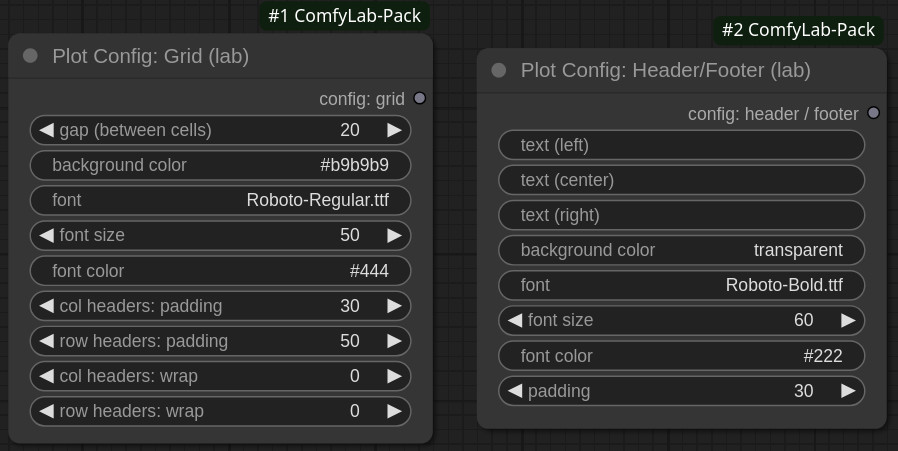 #1 ComfyLab-Pack
Plot Config: Grid (lab)
config: grid
gap (between cells) 20
background color #b9b9b9
font Roboto-Regular.ttf
font size 50
font color #444
col headers: padding 30
row headers: padding 50
col headers: wrap 0
row headers: wrap 0
#2 ComfyLab-Pack
Plot Config: Header/Footer (lab)
config: header / footer
text (left)
text (center)
text (right)
background color transparent
font Roboto-Bold.ttf
font size 60
font color #222
padding 30